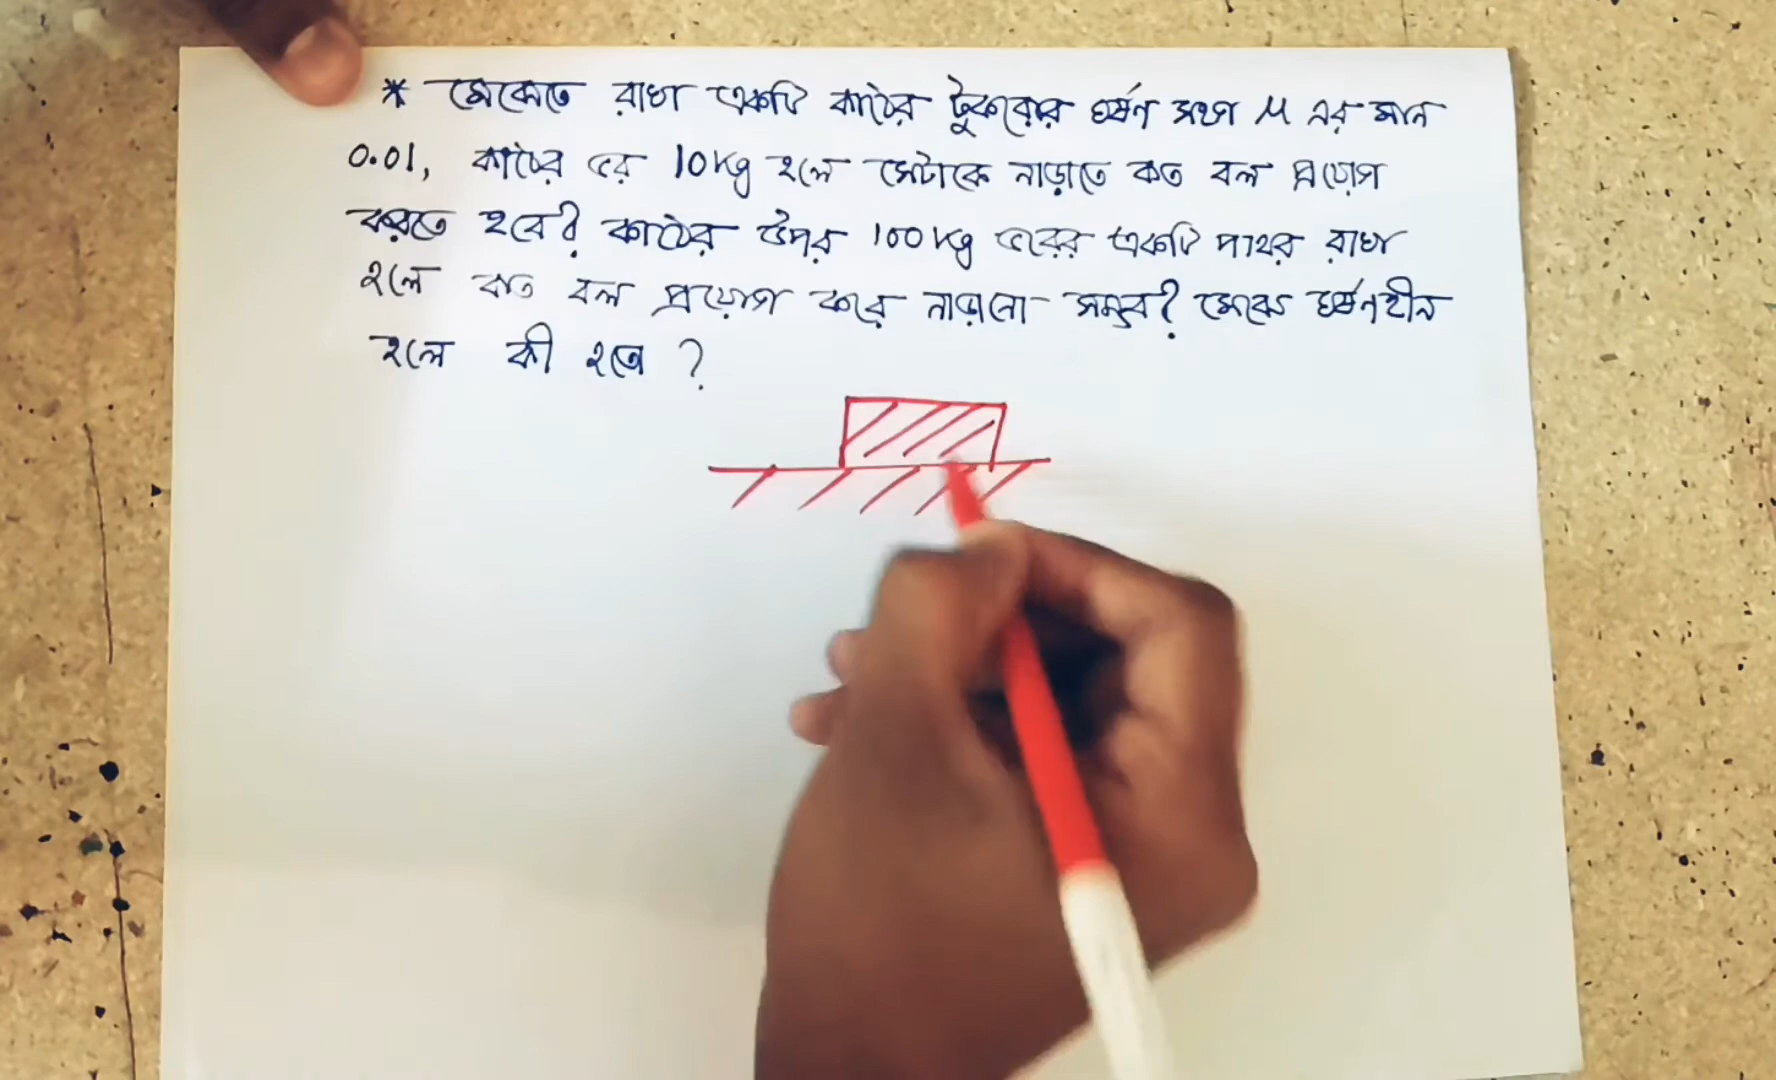 * মেঝেতে রাখা একটি কাঠের টুকরোর ঘর্ষণ সহগ μ এর মান
0.01, কাঠের ভর 10kg হলে সেটাকে নাড়াতে কত বল প্রয়োগ
করতে হবে? কাঠের উপর 100kg ভরের একটি পাথর রাখা
হলে কত বল প্রয়োগ করে নাড়ানো সম্ভব? মেঝে ঘর্ষণহীন
হলে কী হতো ?